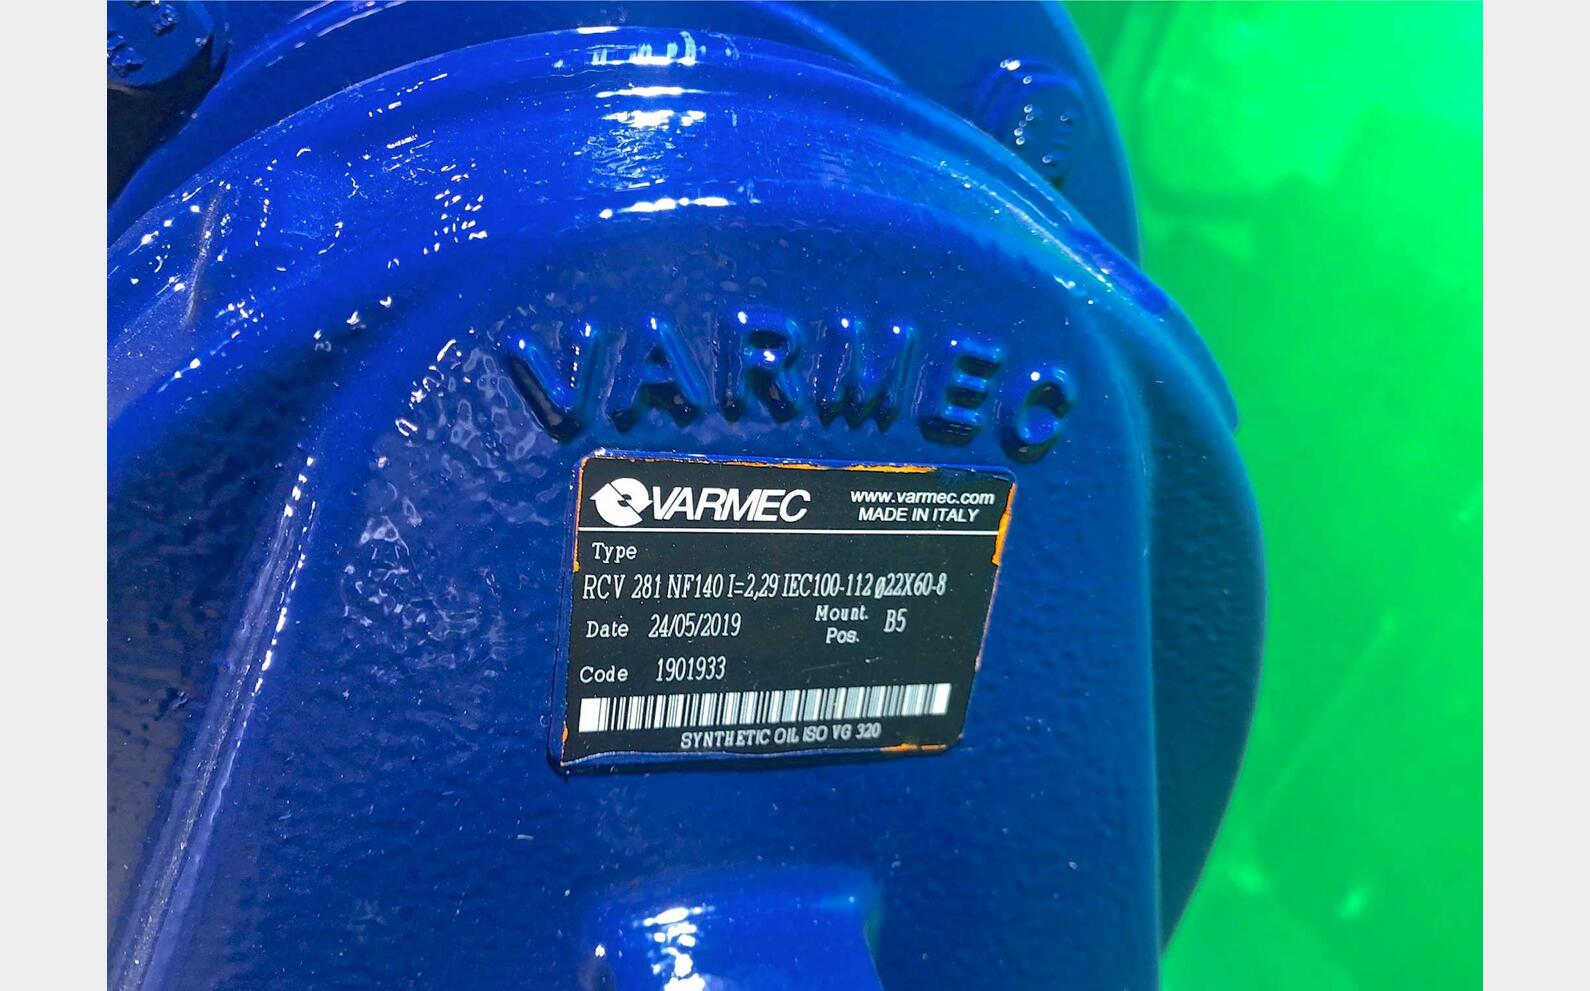 VARMEC
VARMEC www.varmec.com
MADE IN ITALY
Type
RCV 281 NF140 I=2,29 IEC100-112 ø22X60-8
Date 24/05/2019 Mount. Pos. B5
Code 1901933
SYNTHETIC OIL ISO VG 320